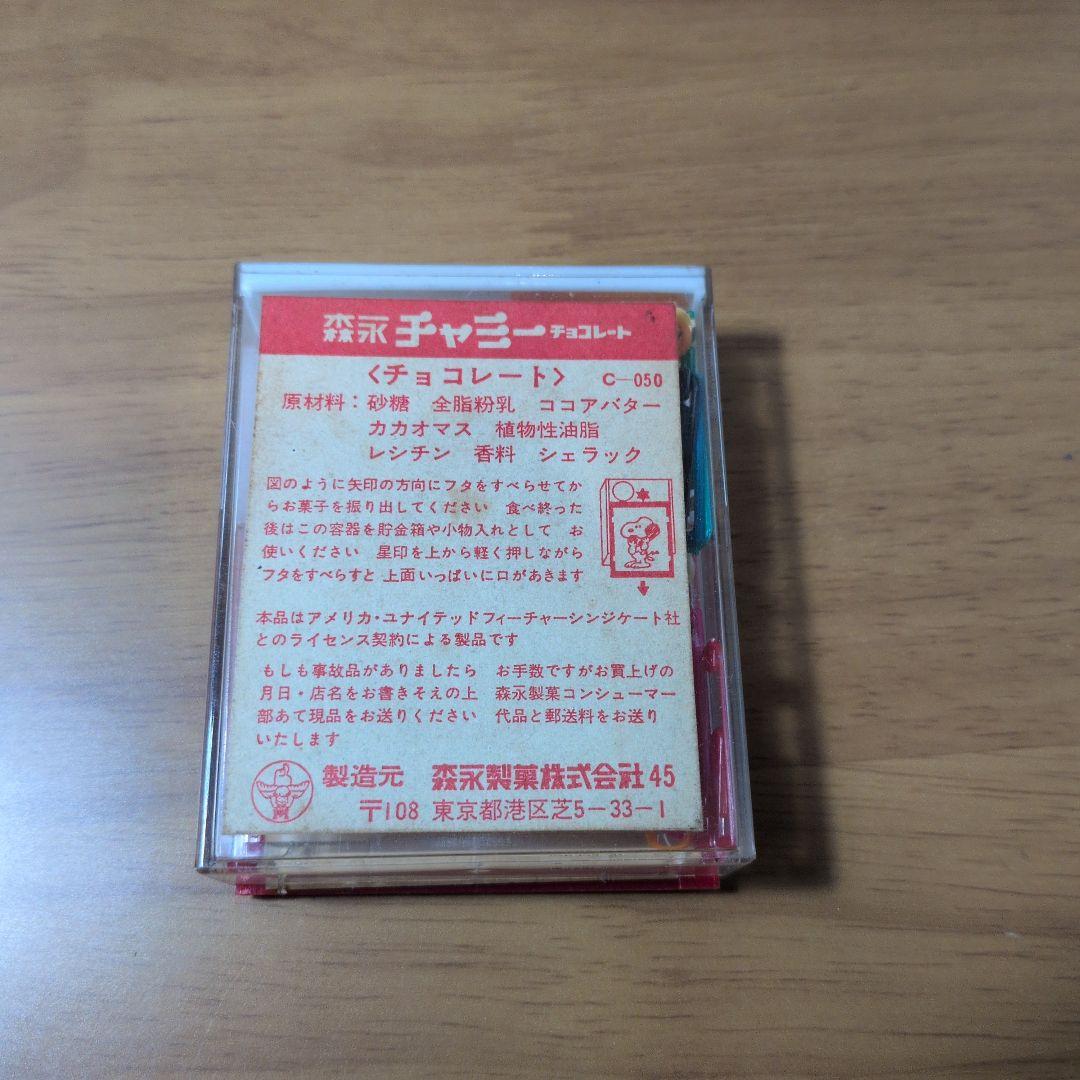 森永 チャミー チョコレート
〈チョコレート〉 C-050
原材料：砂糖 全脂粉乳 ココアバター
カカオマス 植物性油脂
レシチン 香料 シェラック
図のように矢印の方向にフタをすべらせてか
らお菓子を振り出してください 食べ終った
後はこの容器を貯金箱や小物入れとして お
使いください 星印を上から軽く押しながら
フタをすべらすと 上面いっぱいに口があきます
本品はアメリカ・ユナイテッドフィーチャーシンジケート社
とのライセンス契約による製品です
もしも事故品がありましたら お手数ですがお買上げの
月日・店名をお書きそえの上 森永製菓コンシューマー
部あて現品をお送りください 代品と郵送料をお送り
いたします
製造元 森永製菓株式会社 45
〒108 東京都港区芝5-33-1